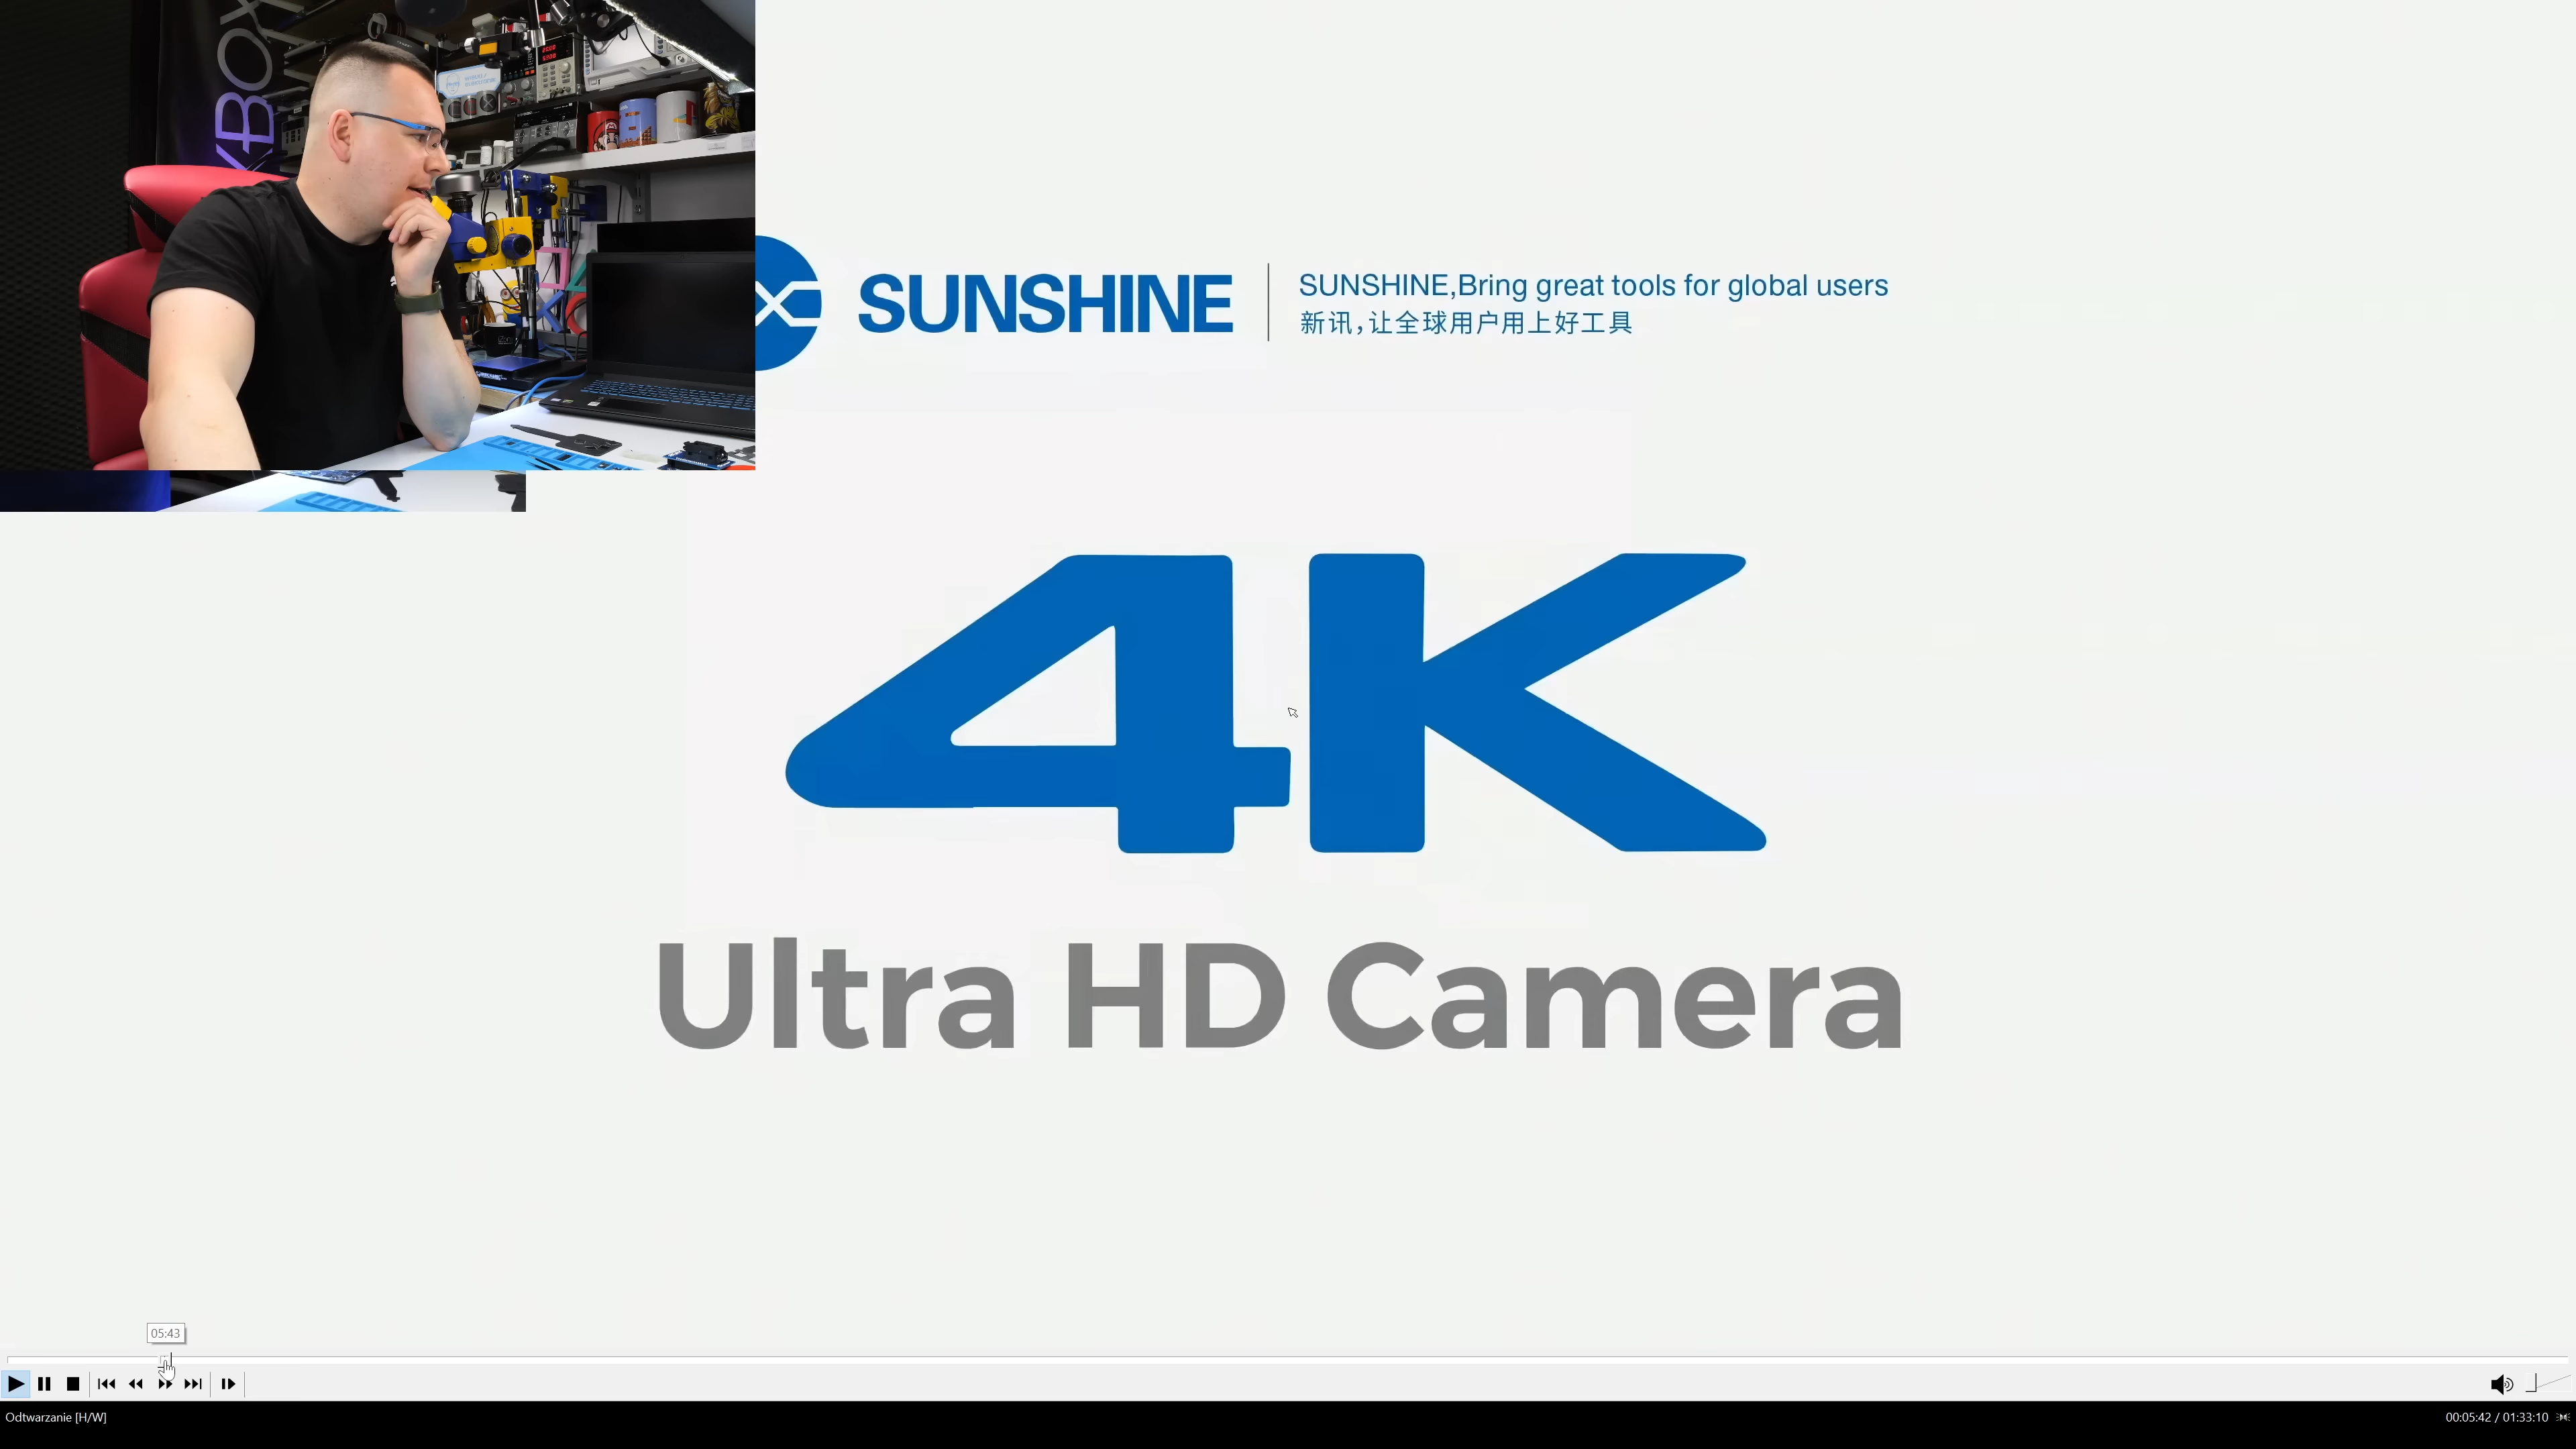 XBOX
SUNSHINE
SUNSHINE,Bring great tools for global users
新讯，让全球用户用上好工具
4K
Ultra HD Camera
05:43
Odtwarzanie [H/W]
00:05:42 / 01:33:10